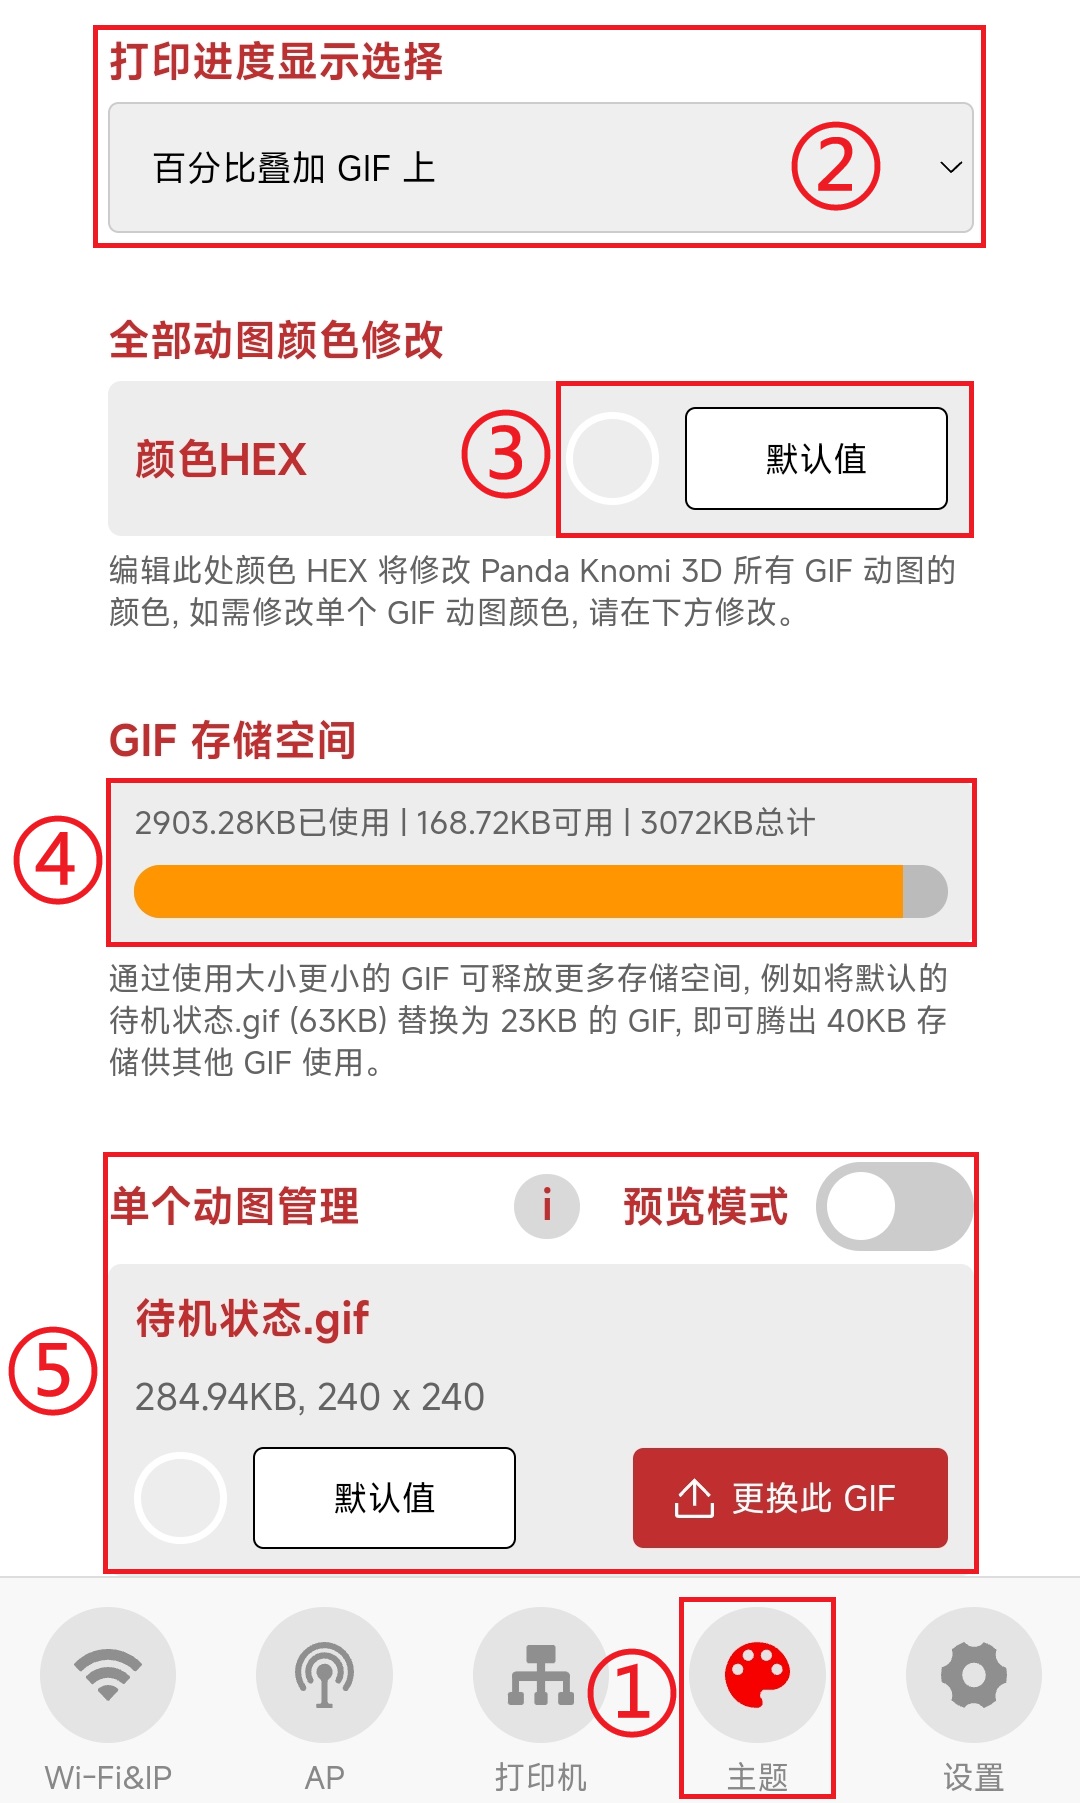 打印进度显示选择
百分比叠加 GIF 上
②
全部动图颜色修改
颜色HEX
③
默认值
编辑此处颜色 HEX 将修改 Panda Knomi 3D 所有 GIF 动图的
颜色, 如需修改单个 GIF 动图颜色, 请在下方修改。
GIF 存储空间
④
2903.28KB已使用 | 168.72KB可用 | 3072KB总计
通过使用大小更小的 GIF 可释放更多存储空间, 例如将默认的
待机状态.gif (63KB) 替换为 23KB 的 GIF, 即可腾出 40KB 存
储供其他 GIF 使用。
单个动图管理
i
预览模式
⑤
待机状态.gif
284.94KB, 240 x 240
默认值
更换此 GIF
①
Wi-Fi&IP
AP
打印机
主题
设置